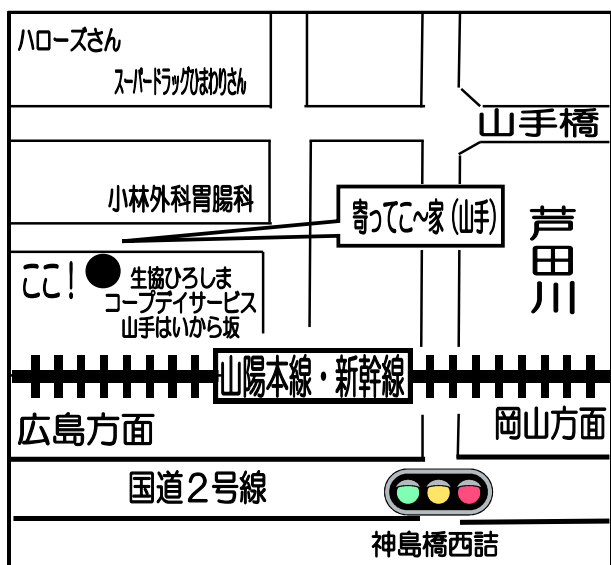 ハローズさん
スーパードラッグひまわりさん
山手橋
小林外科胃腸科
寄ってこ〜家(山手)
芦田川
ここ!
生協ひろしま
コープデイサービス
山手はいから坂
山陽本線・新幹線
広島方面
岡山方面
国道2号線
神島橋西詰